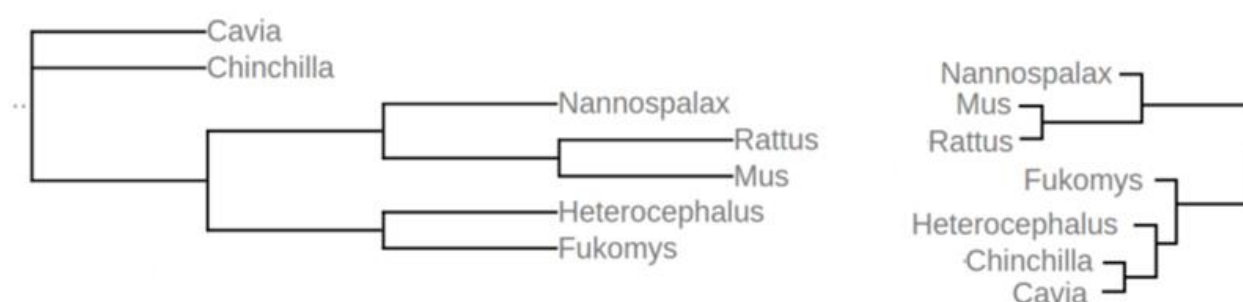 Cavia
Chinchilla
Nannospalax
Rattus
Mus
Heterocephalus
Fukomys
Nannospalax
Mus
Rattus
Fukomys
Heterocephalus
Chinchilla
Cavia